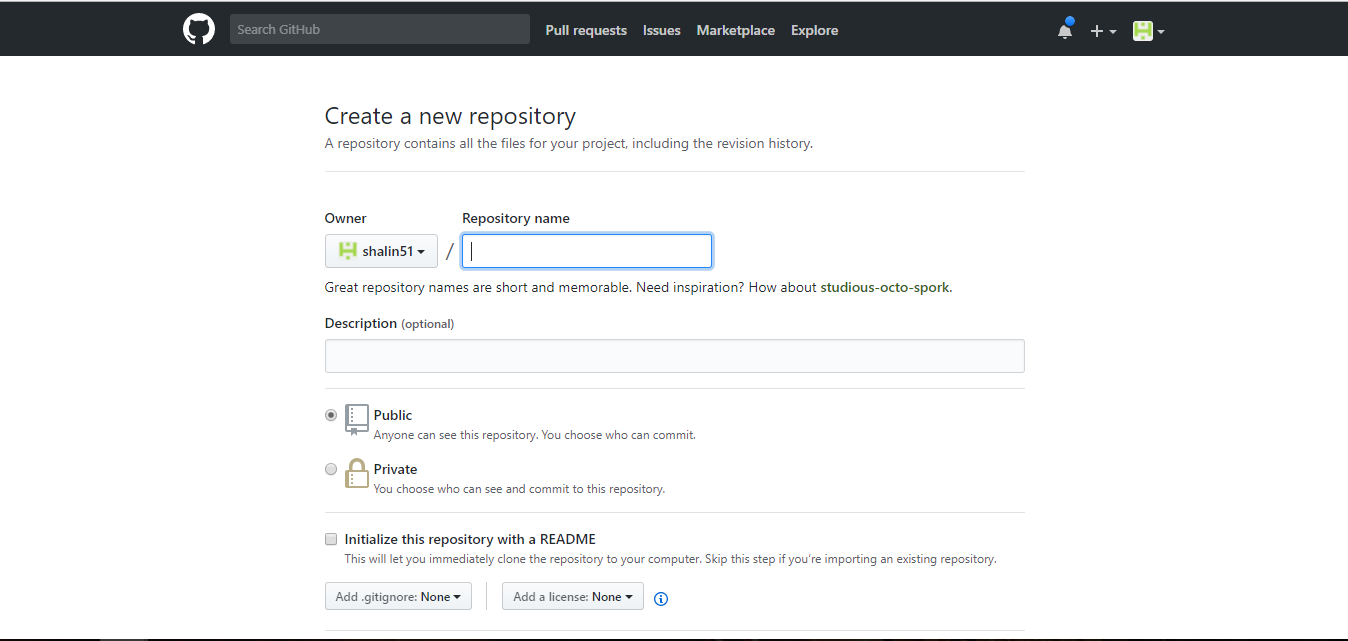 Search GitHub Pull requests Issues Marketplace Explore
Create a new repository
A repository contains all the files for your project, including the revision history.
Owner Repository name
shalin51 /
Great repository names are short and memorable. Need inspiration? How about studious-octo-spork.
Description (optional)
Public
Anyone can see this repository. You choose who can commit.
Private
You choose who can see and commit to this repository.
Initialize this repository with a README
This will let you immediately clone the repository to your computer. Skip this step if you're importing an existing repository.
Add .gitignore: None Add a license: None